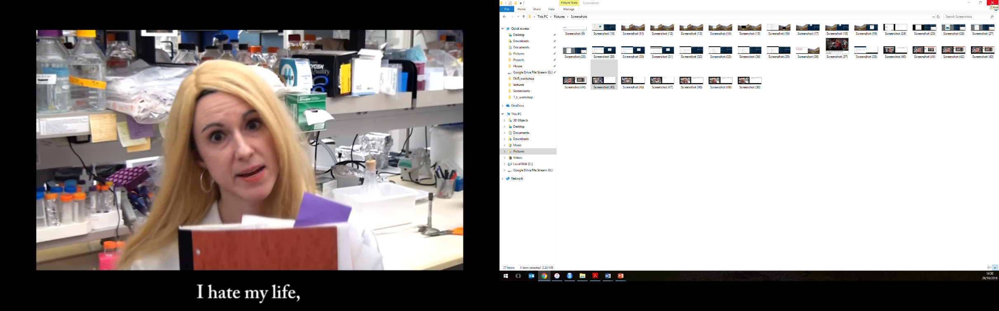 I hate my life,
Picture Tools
Screenshots
Close
File
Home
Share
View
Manage
This PC
Pictures
Screenshots
Search Screenshots
Quick access
Desktop
Downloads
Documents
Pictures
Projects
House
Google Drive File Stream (G:)
FAIR_workshop
lectures
Screenshots
T_L_workshop
OneDrive
This PC
3D Objects
Desktop
Documents
Downloads
Music
Pictures
Videos
Local Disk (C:)
Google Drive File Stream (G:)
Network
Screenshot (9)
Screenshot (10)
Screenshot (11)
Screenshot (12)
Screenshot (13)
Screenshot (14)
Screenshot (15)
Screenshot (16)
Screenshot (17)
Screenshot (18)
Screenshot (19)
Screenshot (24)
Screenshot (25)
Screenshot (26)
Screenshot (27)
Screenshot (28)
Screenshot (29)
Screenshot (30)
Screenshot (31)
Screenshot (32)
Screenshot (33)
Screenshot (34)
Screenshot (35)
Screenshot (36)
Screenshot (37)
Screenshot (38)
Screenshot (40)
Screenshot (41)
Screenshot (42)
Screenshot (43)
Screenshot (44)
Screenshot (45)
Screenshot (46)
Screenshot (47)
Screenshot (48)
Screenshot (49)
Screenshot (50)
37 items
1 item selected 2.24 MB
14:30
28/10/2018